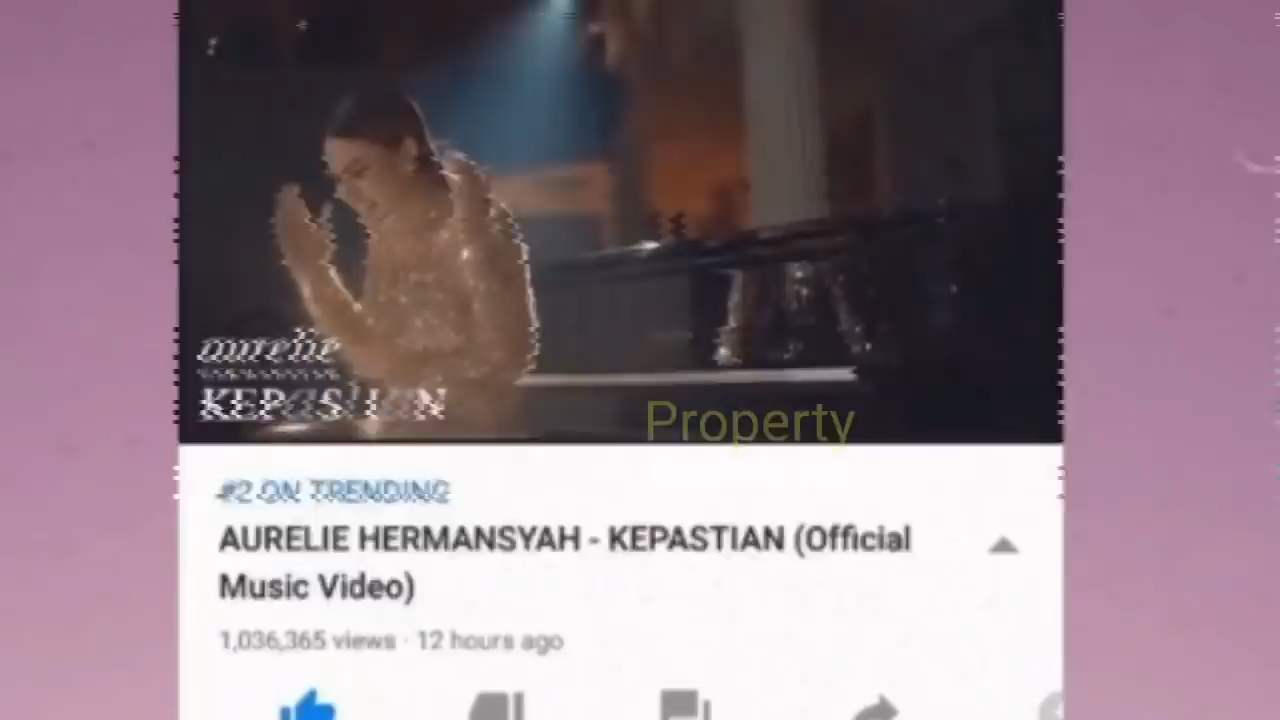 aurelie
KEPASTIAN
Property
#2 ON TRENDING
AURELIE HERMANSYAH - KEPASTIAN (Official
Music Video)
1,036,365 views · 12 hours ago